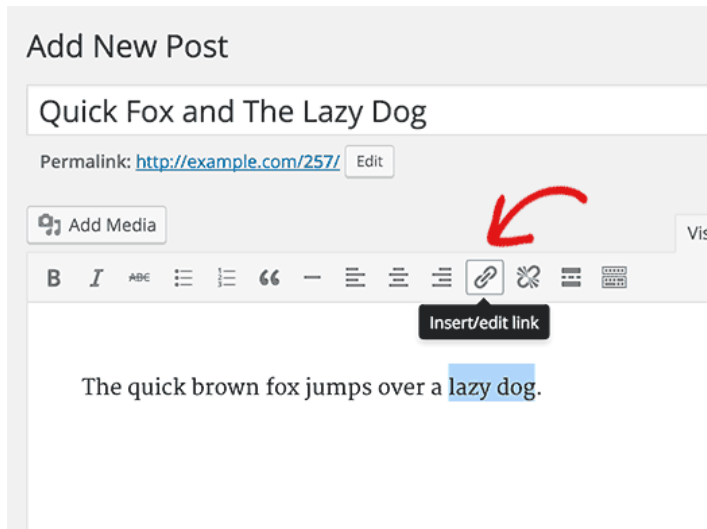 Add New Post
Quick Fox and The Lazy Dog
Permalink: http://example.com/257/ Edit
Add Media
Vis
B I ABC
Insert/edit link
The quick brown fox jumps over a lazy dog.